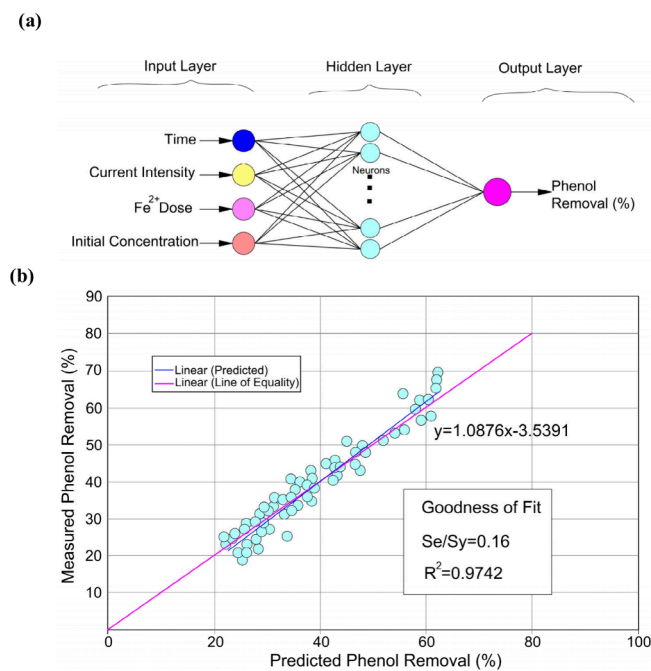 (a)
Input Layer Hidden Layer Output Layer
Time
Current Intensity
Fe²⁺Dose
Initial Concentration
Neurons
Phenol
Removal (%)
(b)
Measured Phenol Removal (%)
90
80
70
60
50
40
30
20
10
Linear (Predicted)
Linear (Line of Equality)
y=1.0876x-3.5391
Goodness of Fit
Se/Sy=0.16
R²=0.9742
0 20 40 60 80 100
Predicted Phenol Removal (%)